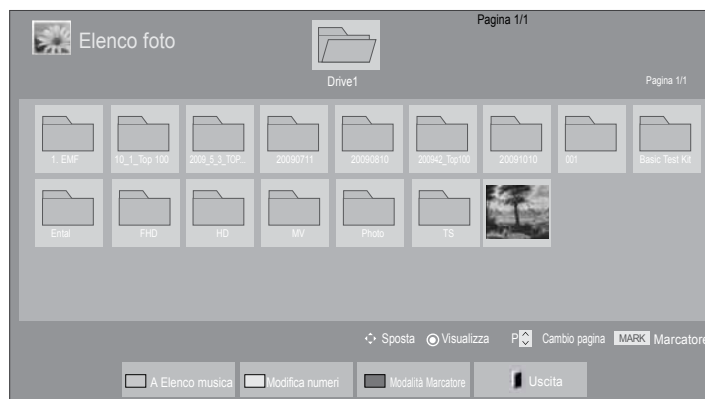 Pagina 1/1
Elenco foto
Drive1
Pagina 1/1
1. EMF 10_1_Top 100 2009_5_3_TOP... 20090711 20090810 200942_Top100 20091010 001 Basic Test Kit
Ental FHD HD MV Photo TS
Sposta Visualizza P Cambio pagina MARK Marcatore
A Elenco musica Modifica numeri Modalità Marcatore Uscita